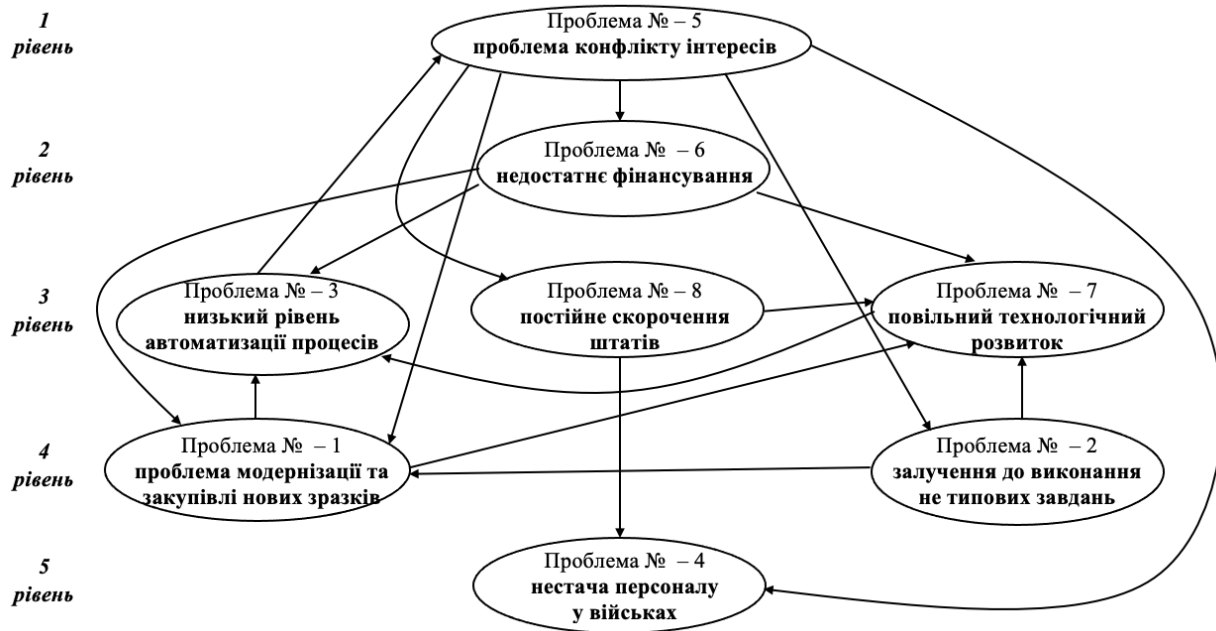 1
рівень
Проблема № – 5
проблема конфлікту інтересів
2
рівень
Проблема № – 6
недостатнє фінансування
3
рівень
Проблема № – 3
низький рівень
автоматизації процесів
Проблема № – 8
постійне скорочення
штатів
Проблема № – 7
повільний технологічний
розвиток
4
рівень
Проблема № – 1
проблема модернізації та
закупівлі нових зразків
Проблема № – 2
залучення до виконання
не типових завдань
5
рівень
Проблема № – 4
нестача персоналу
у військах